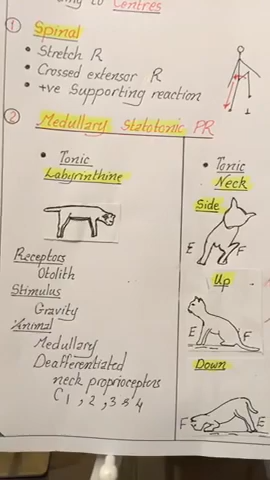 to Centres
① Spinal
• Stretch R
• Crossed extensor R
• +ve Supporting reaction
② Medullary Statotonic PR
• Tonic
Labyrinthine
Receptors
Otolith
Stimulus
Gravity
Animal
Medullary
Deafferentiated
neck proprioceptors
C 1, 2, 3 & 4
• Tonic
Neck
Side
E F
Up
E F
Down
F E